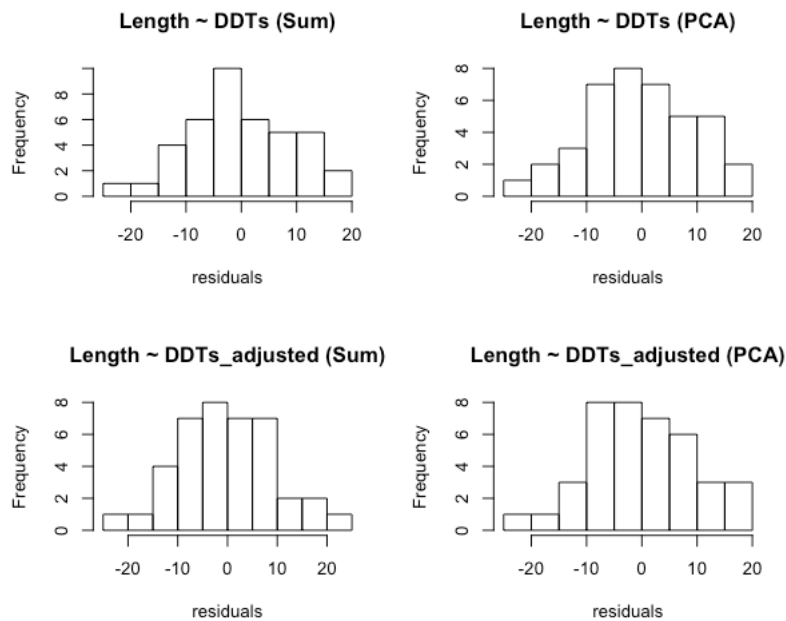 Length ~ DDTs (Sum)
Frequency
0 2 4 6 8
-20 -10 0 10 20
residuals
Length ~ DDTs (PCA)
Frequency
0 2 4 6 8
-20 -10 0 10 20
residuals
Length ~ DDTs_adjusted (Sum)
Frequency
0 2 4 6 8
-20 -10 0 10 20
residuals
Length ~ DDTs_adjusted (PCA)
Frequency
0 2 4 6 8
-20 -10 0 10 20
residuals